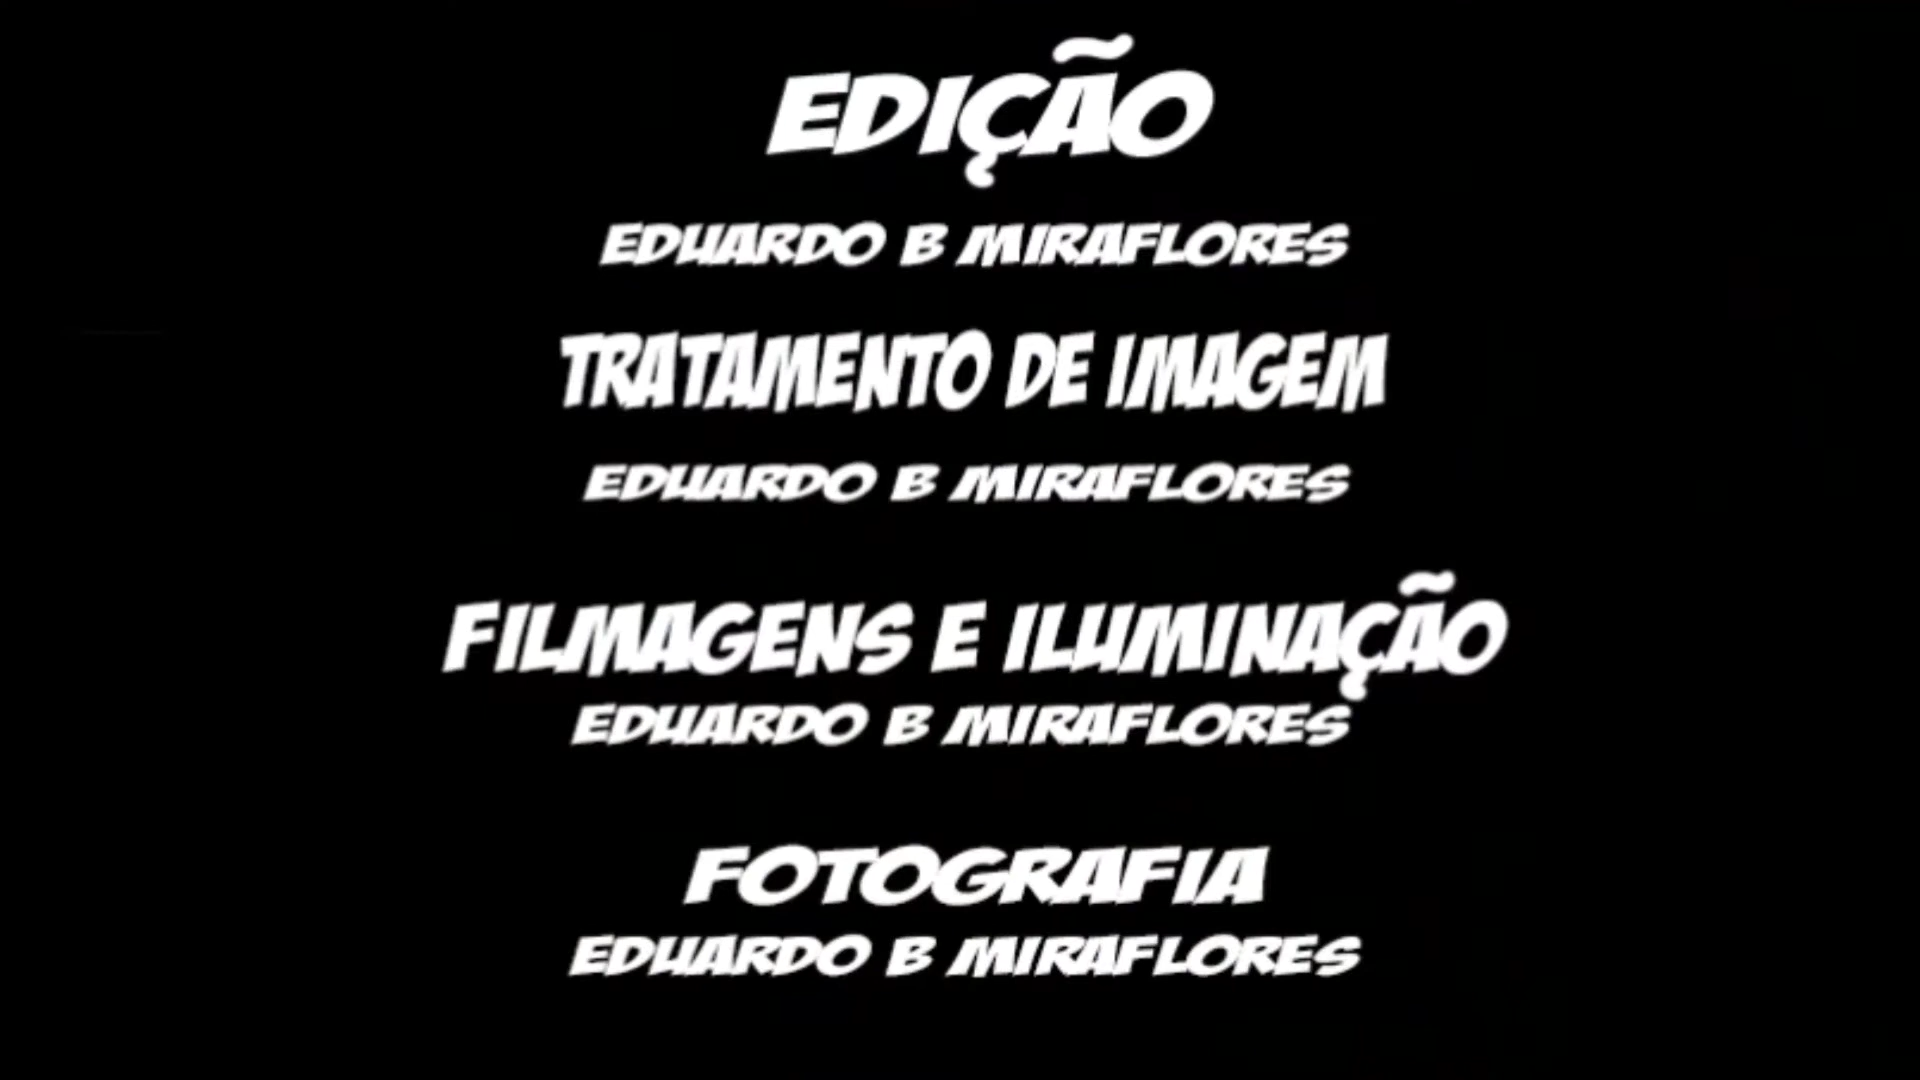 EDIÇÃO
EDUARDO B MIRAFLORES
TRATAMENTO DE IMAGEM
EDUARDO B MIRAFLORES
FILMAGENS E ILUMINAÇÃO
EDUARDO B MIRAFLORES
FOTOGRAFIA
EDUARDO B MIRAFLORES